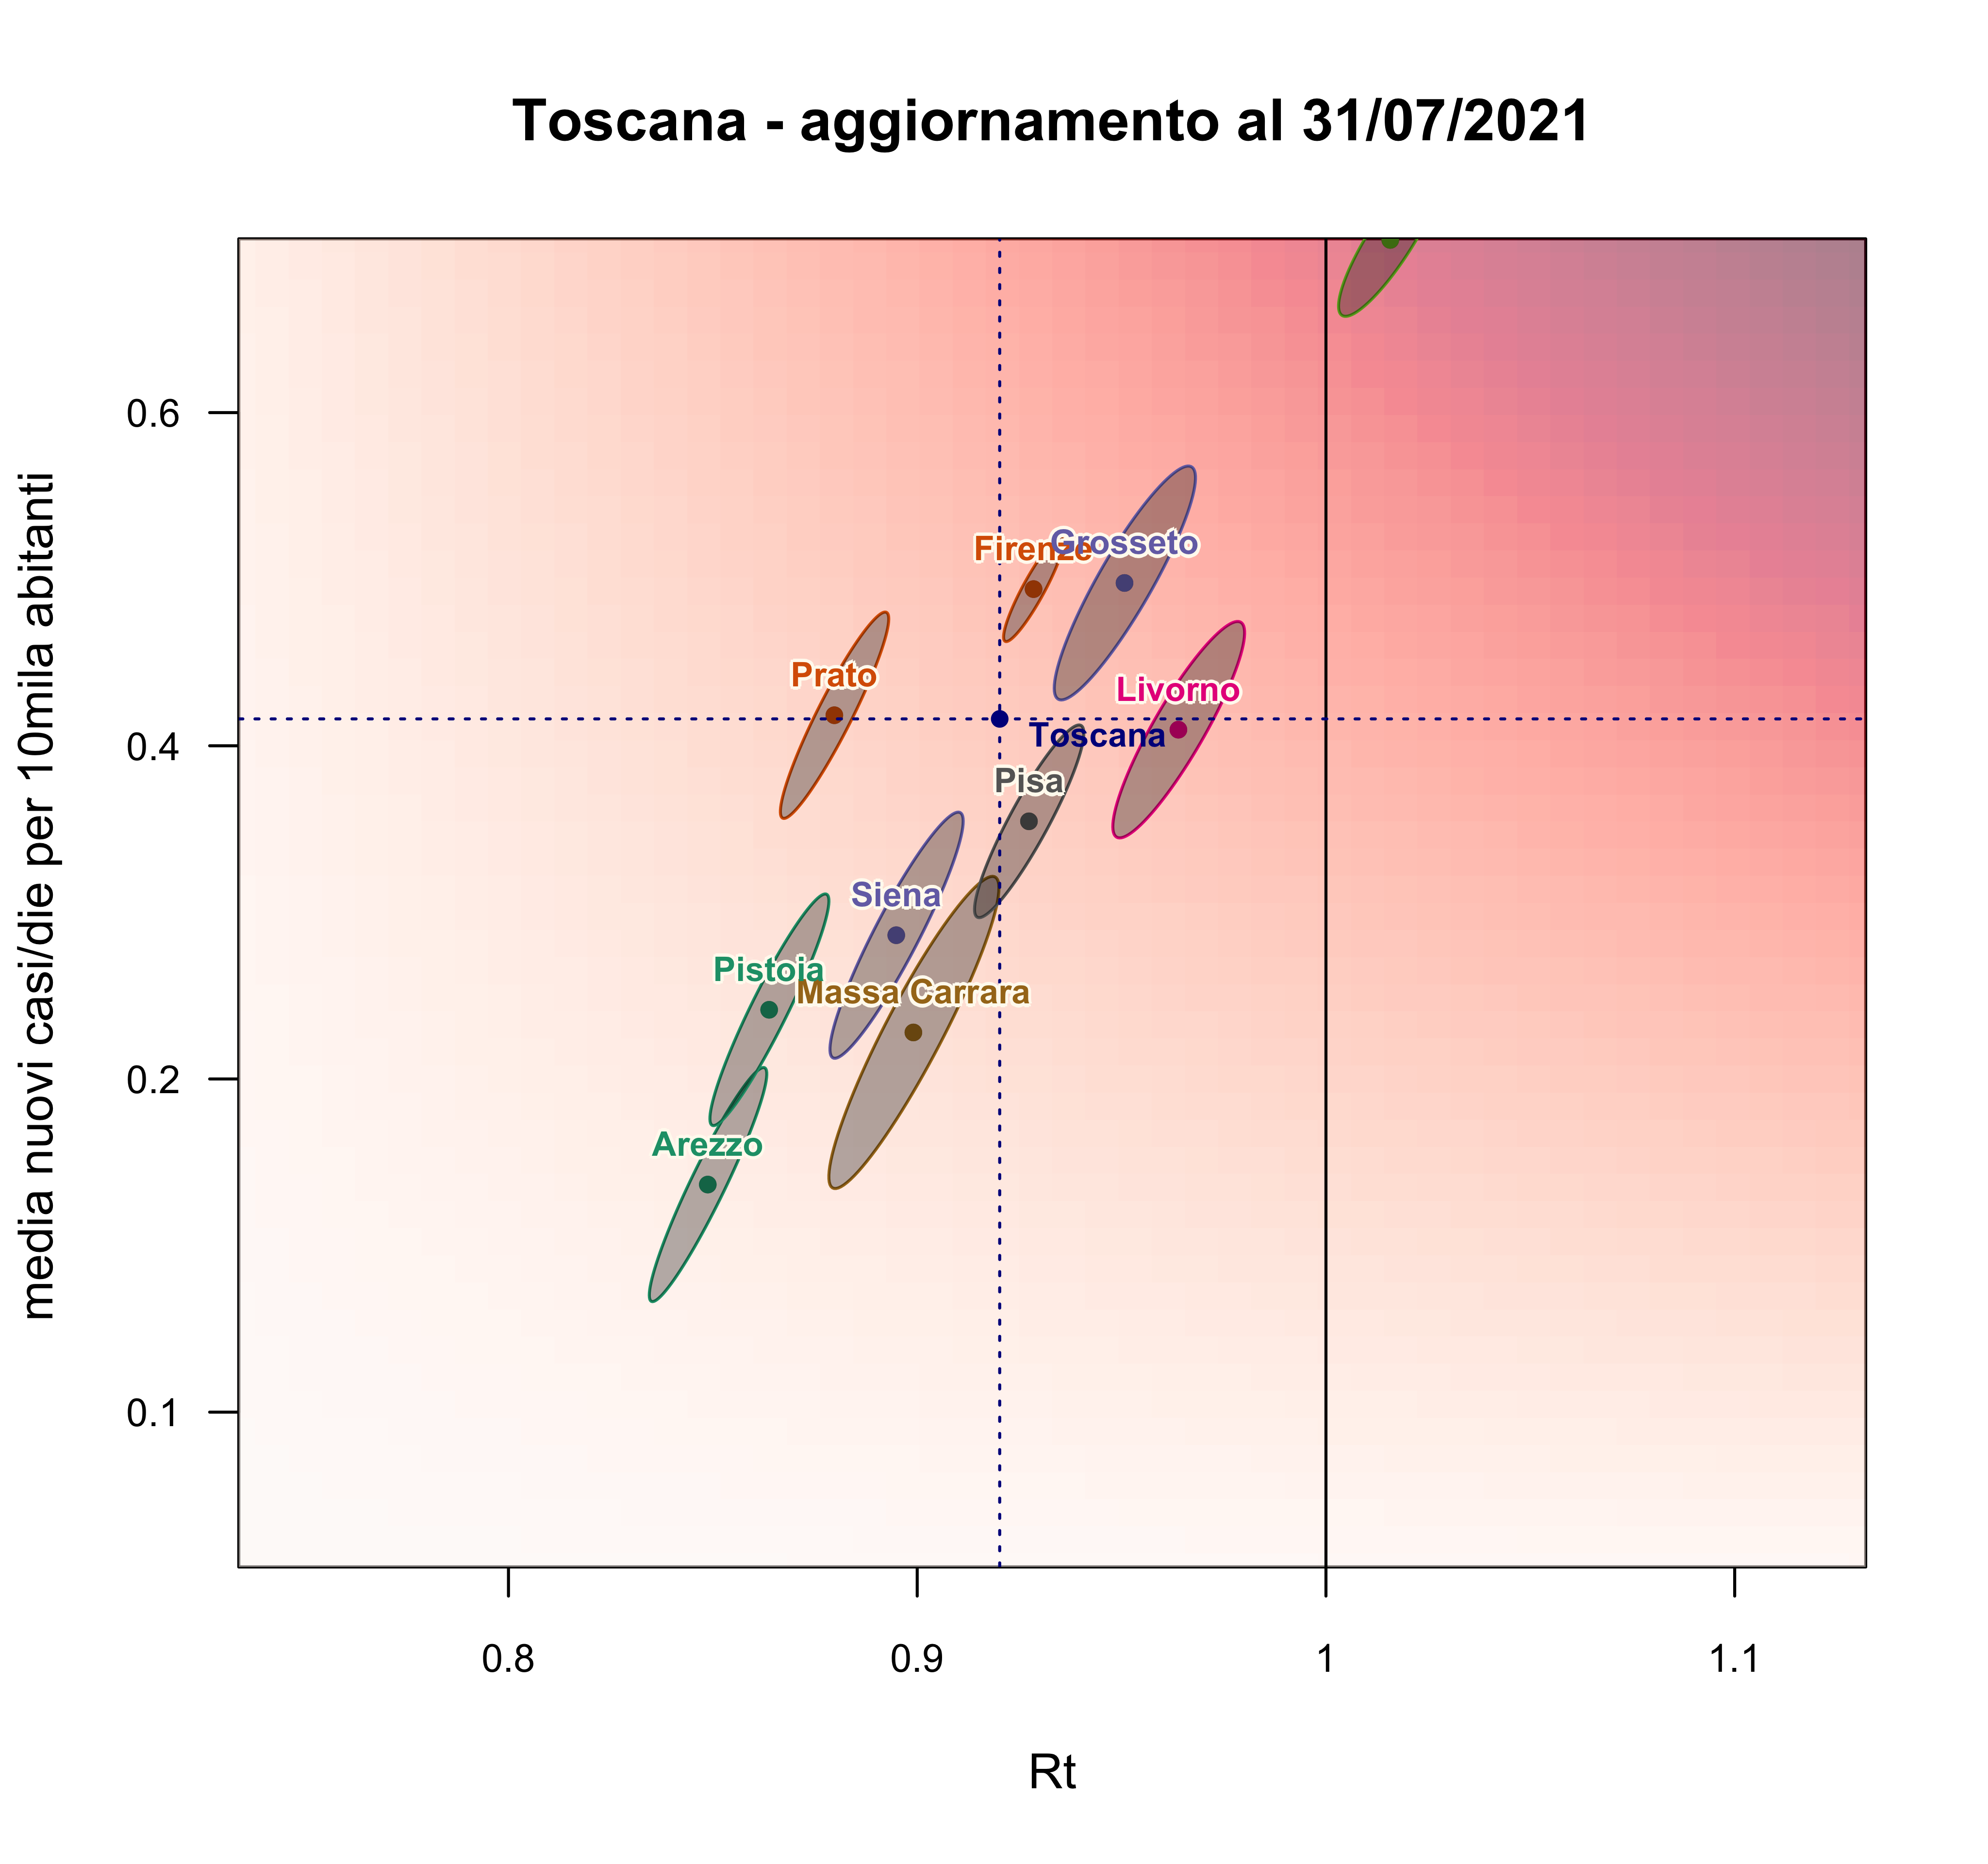 Toscana - aggiornamento al 31/07/2021
media nuovi casi/die per 10mila abitanti
0.6
0.4
0.2
0.1
Firenze
Grosseto
Prato
Livorno
Toscana
Pisa
Siena
Pistoia
Massa Carrara
Arezzo
0.8
0.9
1
1.1
Rt